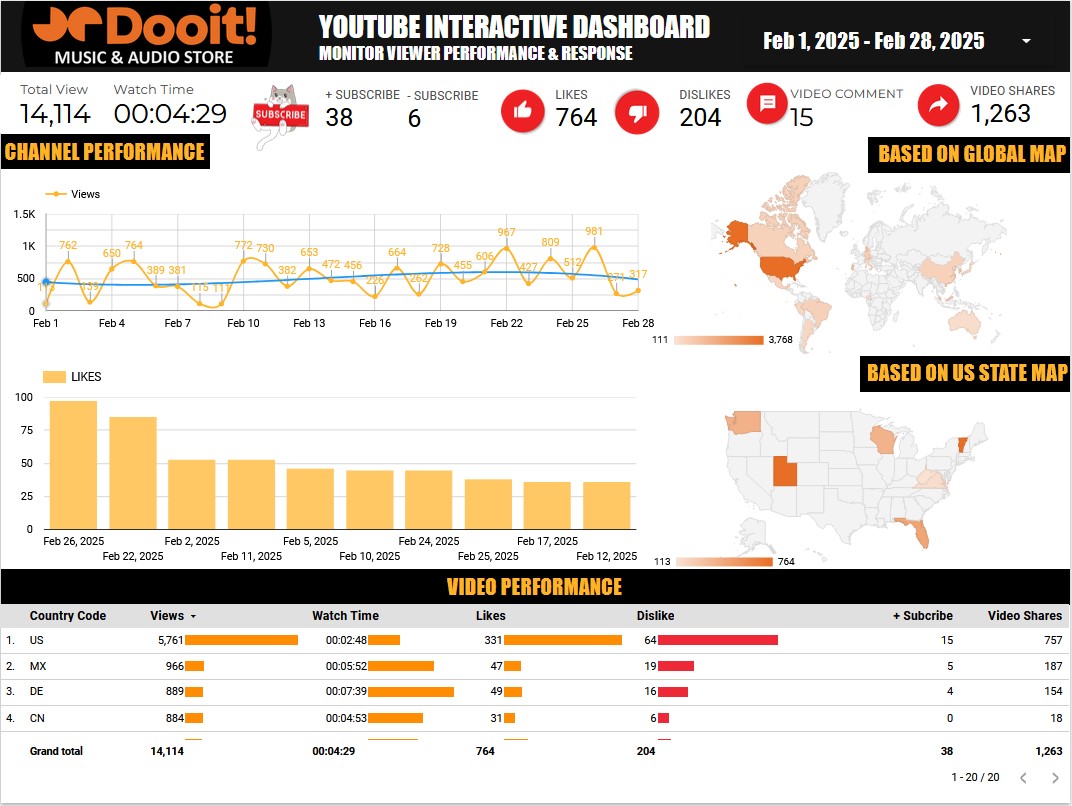 Dooit!
MUSIC & AUDIO STORE
YOUTUBE INTERACTIVE DASHBOARD
MONITOR VIEWER PERFORMANCE & RESPONSE
Feb 1, 2025 - Feb 28, 2025
Total View
14,114
Watch Time
00:04:29
SUBSCRIBE
+ SUBSCRIBE
38
- SUBSCRIBE
6
LIKES
764
DISLIKES
204
VIDEO COMMENT
15
VIDEO SHARES
1,263
CHANNEL PERFORMANCE
BASED ON GLOBAL MAP
Views
1.5K
1K
500
0
762
650
764
389
381
772
730
382
653
472
456
664
728
455
606
967
427
809
512
981
317
Feb 1
Feb 4
Feb 7
Feb 10
Feb 13
Feb 16
Feb 19
Feb 22
Feb 25
Feb 28
111
3,768
BASED ON US STATE MAP
LIKES
100
75
50
25
0
Feb 26, 2025
Feb 22, 2025
Feb 2, 2025
Feb 11, 2025
Feb 5, 2025
Feb 10, 2025
Feb 24, 2025
Feb 25, 2025
Feb 17, 2025
Feb 12, 2025
113
764
VIDEO PERFORMANCE
Country Code Views Watch Time Likes Dislike + Subcribe Video Shares
1. US 5,761 00:02:48 331 64 15 757
2. MX 966 00:05:52 47 19 5 187
3. DE 889 00:07:39 49 16 4 154
4. CN 884 00:04:53 31 6 0 18
Grand total 14,114 00:04:29 764 204 38 1,263
1 - 20 / 20